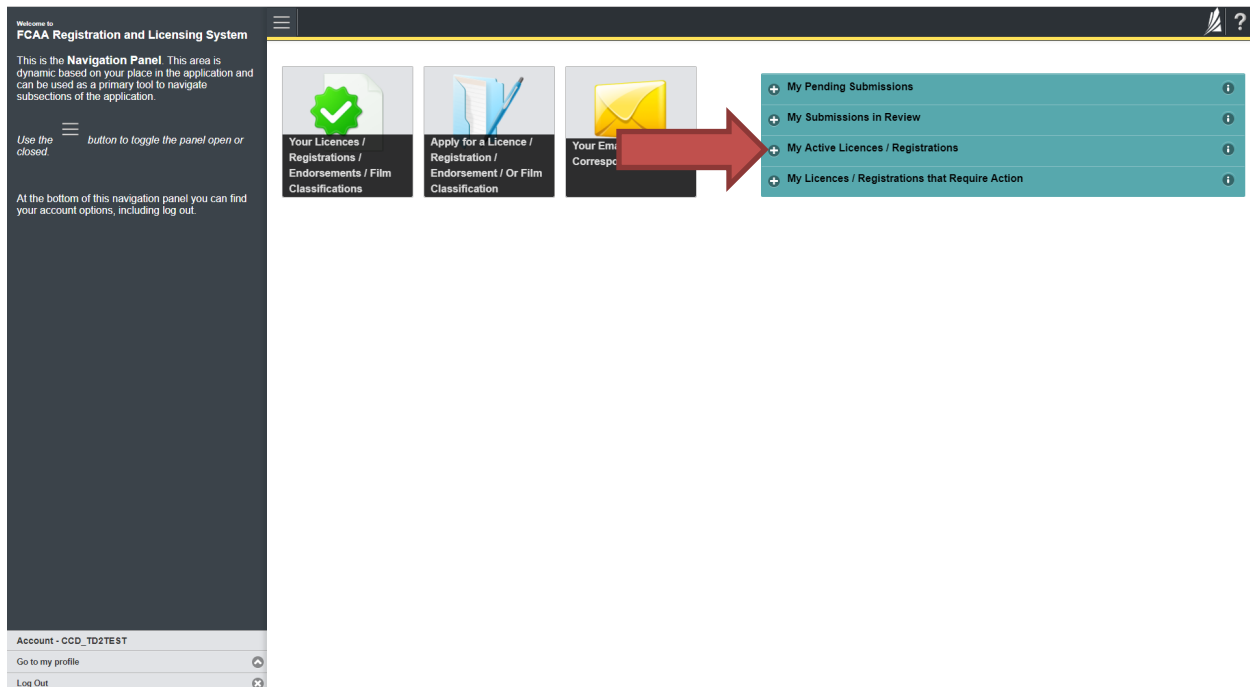 Welcome to
FCAA Registration and Licensing System
This is the Navigation Panel. This area is
dynamic based on your place in the application and
can be used as a primary tool to navigate
subsections of the application.
Use the button to toggle the panel open or
closed.
At the bottom of this navigation panel you can find
your account options, including log out.
Account - CCD_TD2TEST
Go to my profile
Log Out
?
Your Licences /
Registrations /
Endorsements / Film
Classifications
Apply for a Licence /
Registration /
Endorsement / Or Film
Classification
Your
My Pending Submissions
My Submissions in Review
My Active Licences / Registrations
My Licences / Registrations that Require Action